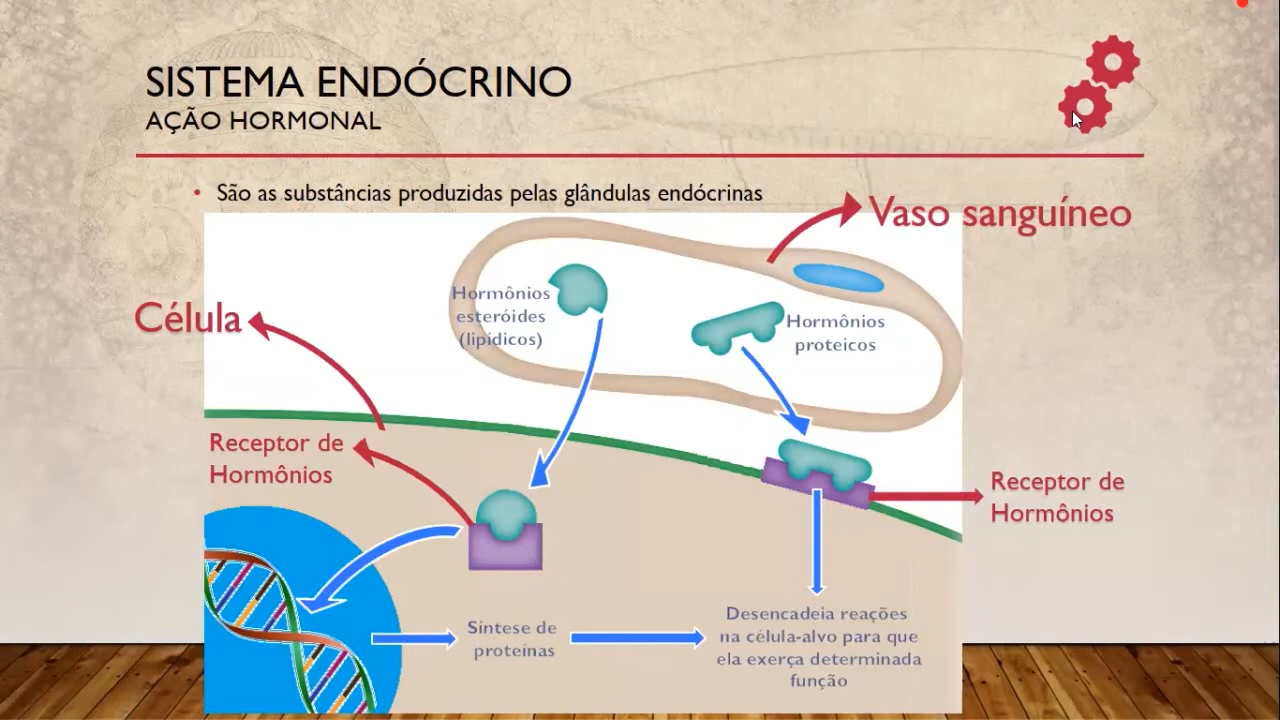 SISTEMA ENDÓCRINO
AÇÃO HORMONAL
• São as substâncias produzidas pelas glândulas endócrinas
Vaso sanguíneo
Célula
Hormônios
esteróides
(lipídicos)
Hormônios
proteicos
Receptor de
Hormônios
Receptor de
Hormônios
Síntese de
proteínas
Desencadeia reações
na célula-alvo para que
ela exerça determinada
função